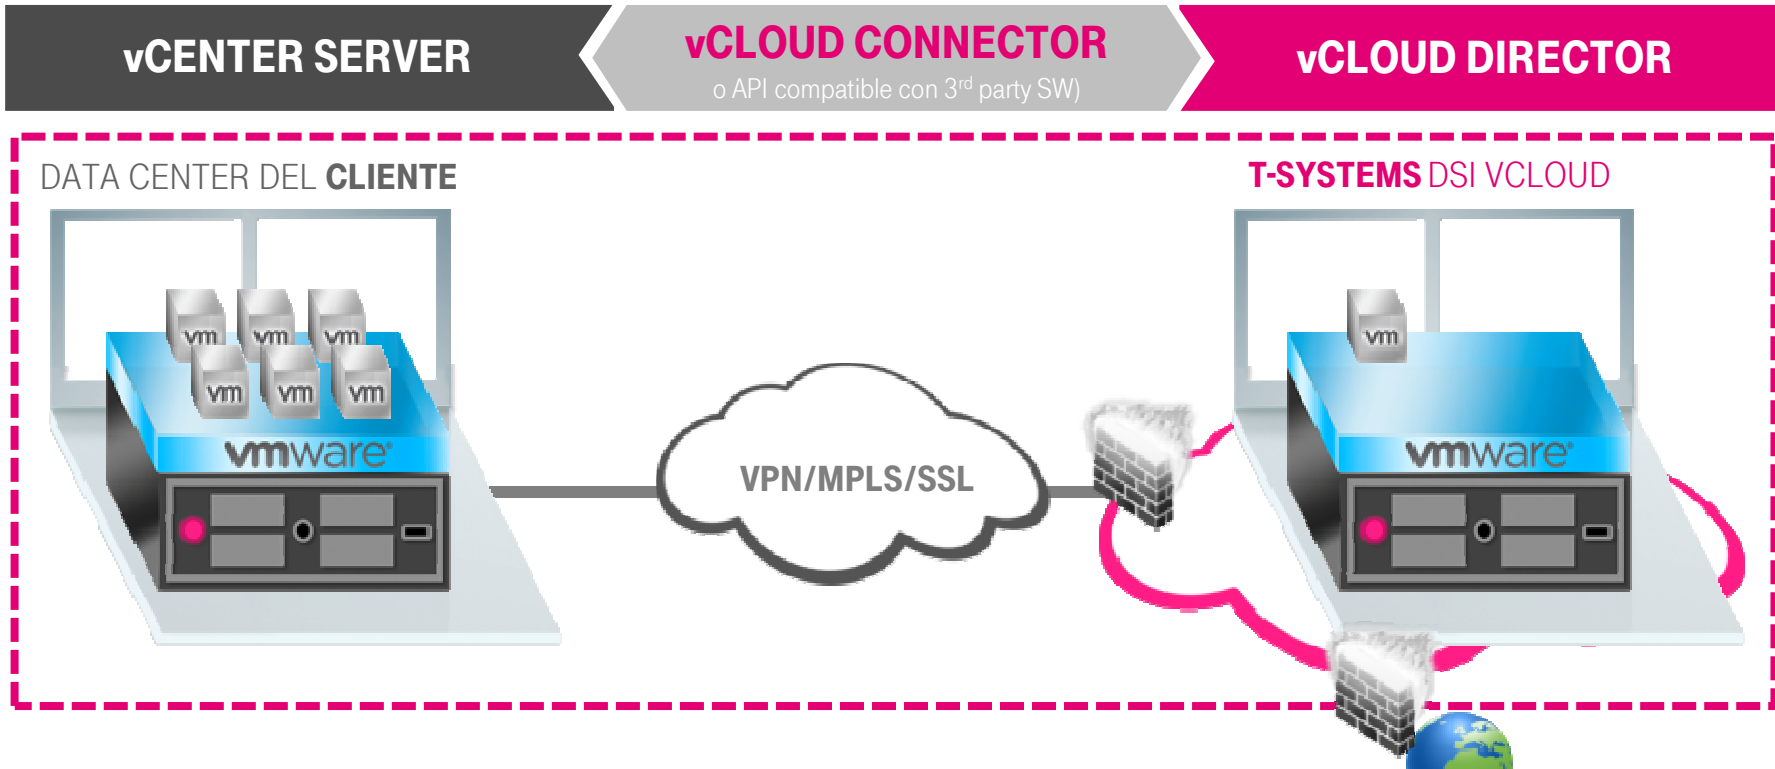 vCENTER SERVER
vCLOUD CONNECTOR
o API compatible con 3rd party SW)
vCLOUD DIRECTOR
DATA CENTER DEL CLIENTE
T-SYSTEMS DSI VCLOUD
vm vm vm
vm vm vm
vmware®
VPN/MPLS/SSL
vm
vmware®